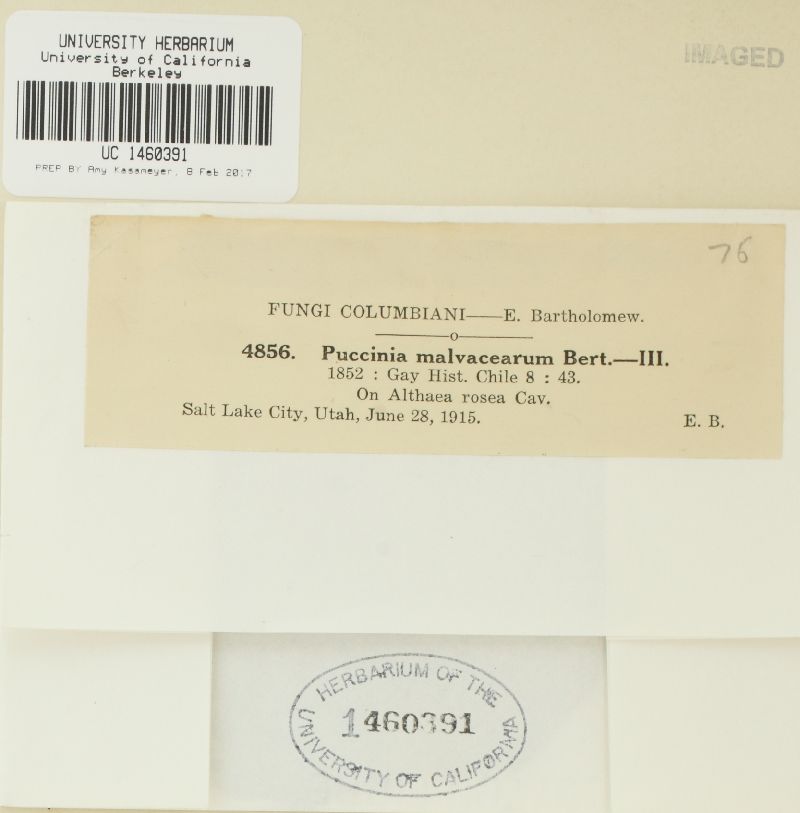 UNIVERSITY HERBARIUM
University of California
Berkeley
UC 1460391
PREP BY Amy Kasameyer, 8 Feb 2017
IMAGED
76
FUNGI COLUMBIANI——E. Bartholomew.
4856. Puccinia malvacearum Bert.—III.
1852 : Gay Hist. Chile 8 : 43.
On Althaea rosea Cav.
Salt Lake City, Utah, June 28, 1915. E. B.
HERBARIUM OF THE
1460391
UNIVERSITY OF CALIFORNIA